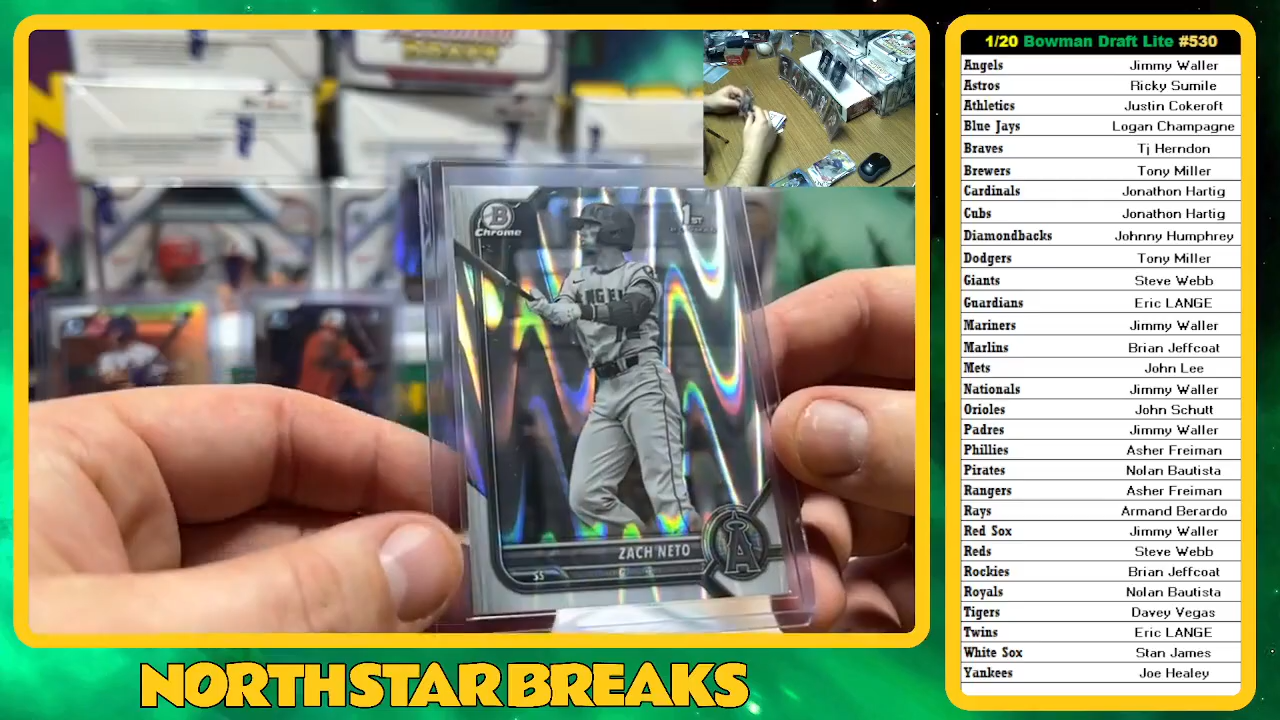 1/20 Bowman Draft Lite #530
Angels Jimmy Waller
Astros Ricky Sumile
Athletics Justin Cokeroft
Blue Jays Logan Champagne
Braves Tj Herndon
Brewers Tony Miller
Cardinals Jonathon Hartig
Cubs Jonathon Hartig
Diamondbacks Johnny Humphrey
Dodgers Tony Miller
Giants Steve Webb
Guardians Eric LANGE
Mariners Jimmy Waller
Marlins Brian Jeffcoat
Mets John Lee
Nationals Jimmy Waller
Orioles John Schutt
Padres Jimmy Waller
Phillies Asher Freiman
Pirates Nolan Bautista
Rangers Asher Freiman
Rays Armand Berardo
Red Sox Jimmy Waller
Reds Steve Webb
Rockies Brian Jeffcoat
Royals Nolan Bautista
Tigers Davey Vegas
Twins Eric LANGE
White Sox Stan James
Yankees Joe Healey
B
Chrome
1ST
ANGEL
ZACH NETO
SS
A
NORTHSTAR BREAKS